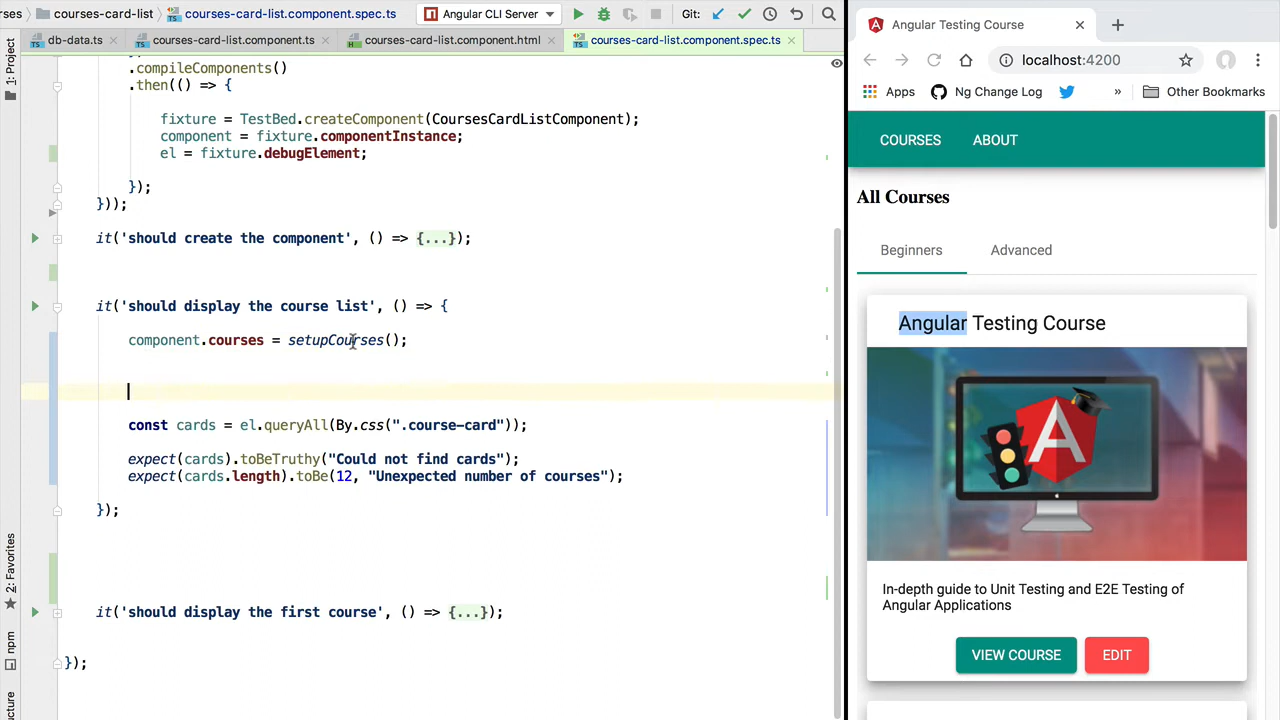 rses
courses-card-list
courses-card-list.component.spec.ts
Angular CLI Server
Git:
db-data.ts
courses-card-list.component.ts
courses-card-list.component.html
courses-card-list.component.spec.ts
1: Project
2: Favorites
npm
ucture
.compileComponents()
.then(() => {
fixture = TestBed.createComponent(CoursesCardListComponent);
component = fixture.componentInstance;
el = fixture.debugElement;
});
}));
it('should create the component', () => {...});
it('should display the course list', () => {
component.courses = setupCourses();
const cards = el.queryAll(By.css(".course-card"));
expect(cards).toBeTruthy("Could not find cards");
expect(cards.length).toBe(12, "Unexpected number of courses");
});
it('should display the first course', () => {...});
});
Angular Testing Course
localhost:4200
Apps
Ng Change Log
»
Other Bookmarks
COURSES
ABOUT
All Courses
Beginners
Advanced
Angular Testing Course
A
In-depth guide to Unit Testing and E2E Testing of
Angular Applications
VIEW COURSE
EDIT